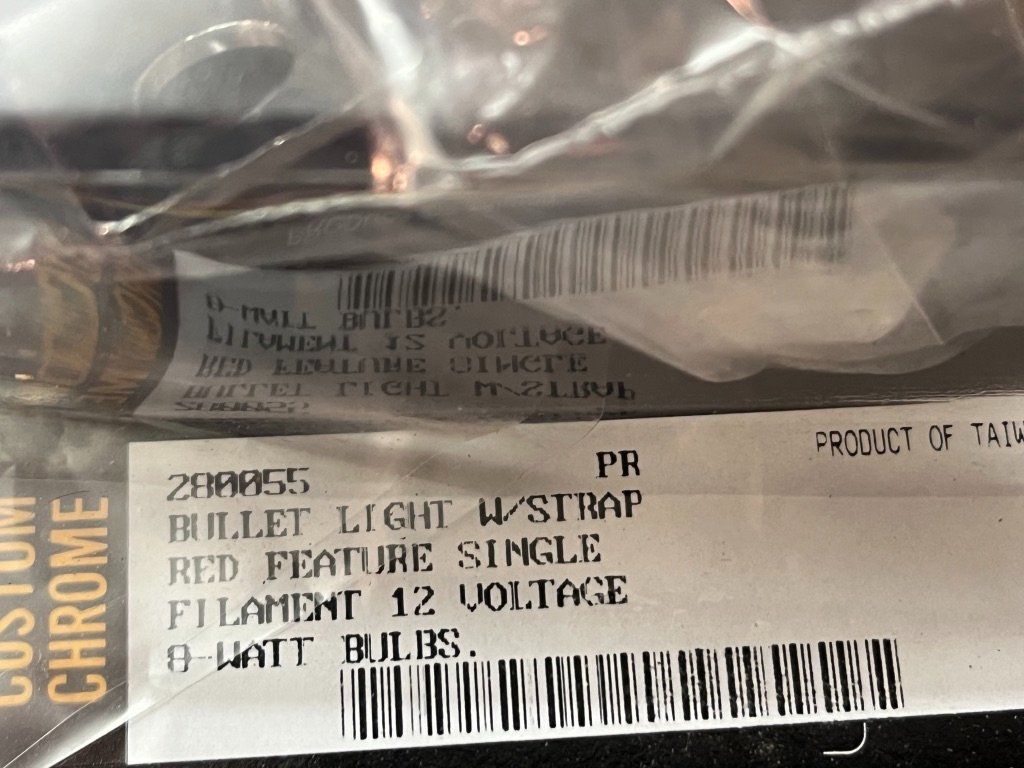 280055 PR
BULLET LIGHT W/STRAP
RED FEATURE SINGLE
FILAMENT 12 VOLTAGE
8-WATT BULBS.
PRODUCT OF TAIW
CUSTOM
CHROME